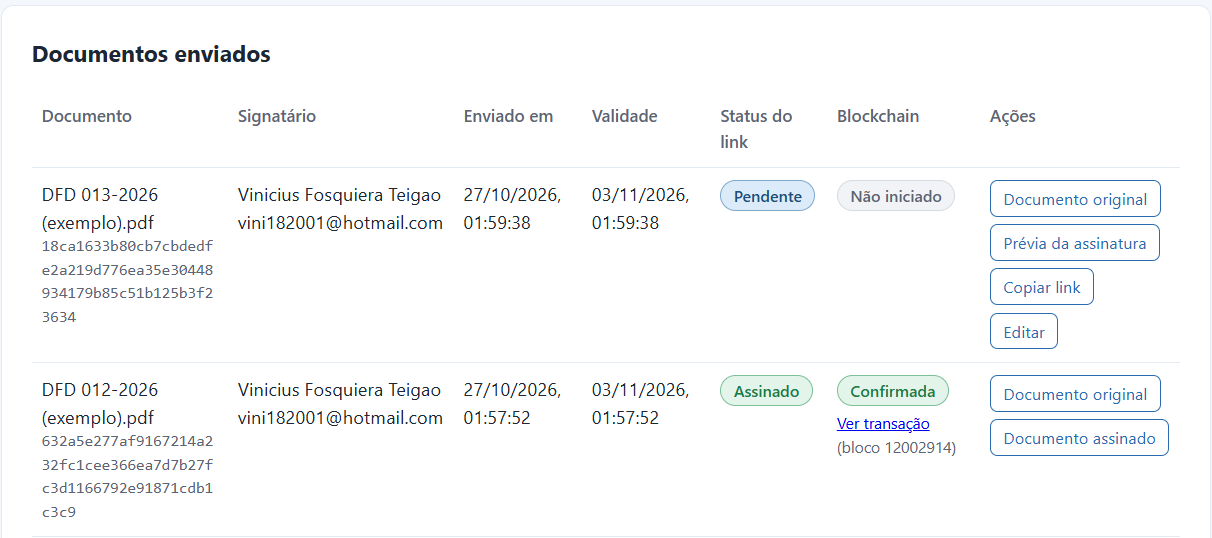 Documentos enviados
Documento Signatário Enviado em Validade Status do link Blockchain Ações
DFD 013-2026
(exemplo).pdf
18ca1633b80cb7cbdedf
e2a219d776ea35e30448
934179b85c51b125b3f2
3634
Vinicius Fosquiera Teigao
vini182001@hotmail.com
27/10/2026,
01:59:38
03/11/2026,
01:59:38
Pendente
Não iniciado
Documento original
Prévia da assinatura
Copiar link
Editar
DFD 012-2026
(exemplo).pdf
632a5e277af9167214a2
32fc1cee366ea7d7b27f
c3d1166792e91871cdb1
c3c9
Vinicius Fosquiera Teigao
vini182001@hotmail.com
27/10/2026,
01:57:52
03/11/2026,
01:57:52
Assinado
Confirmada
Ver transação
(bloco 12002914)
Documento original
Documento assinado